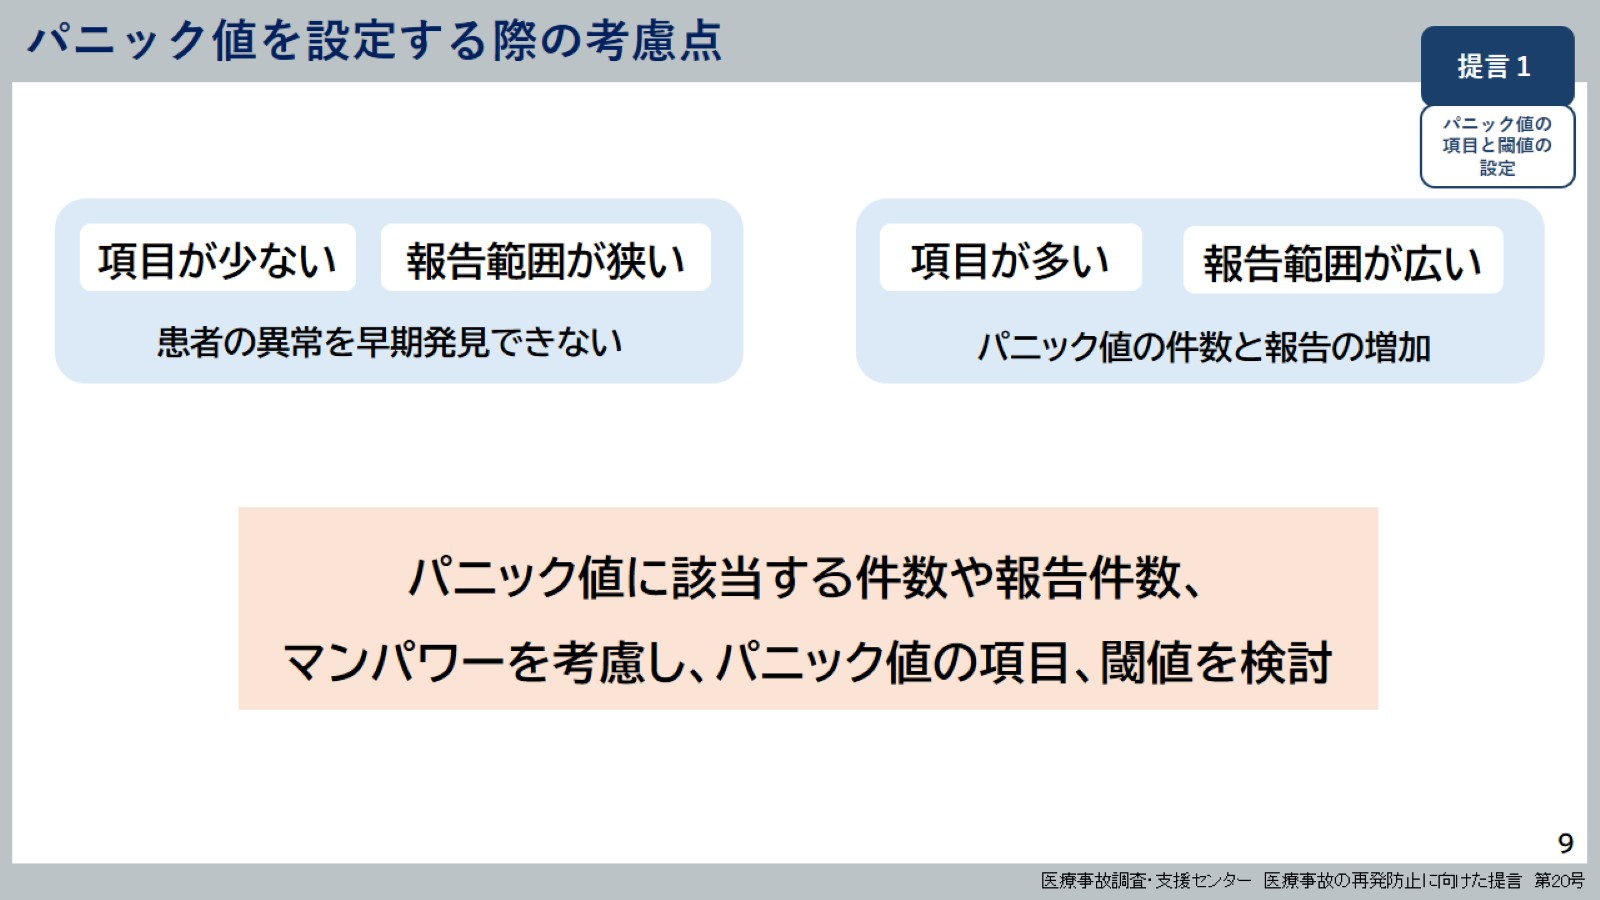 パニック値を設定する際の考慮点
提言1
パニック値の
項目と閾値の
設定
項目が少ない
報告範囲が狭い
患者の異常を早期発見できない
項目が多い
報告範囲が広い
パニック値の件数と報告の増加
パニック値に該当する件数や報告件数、
マンパワーを考慮し、パニック値の項目、閾値を検討
9
医療事故調査・支援センター　医療事故の再発防止に向けた提言　第20号